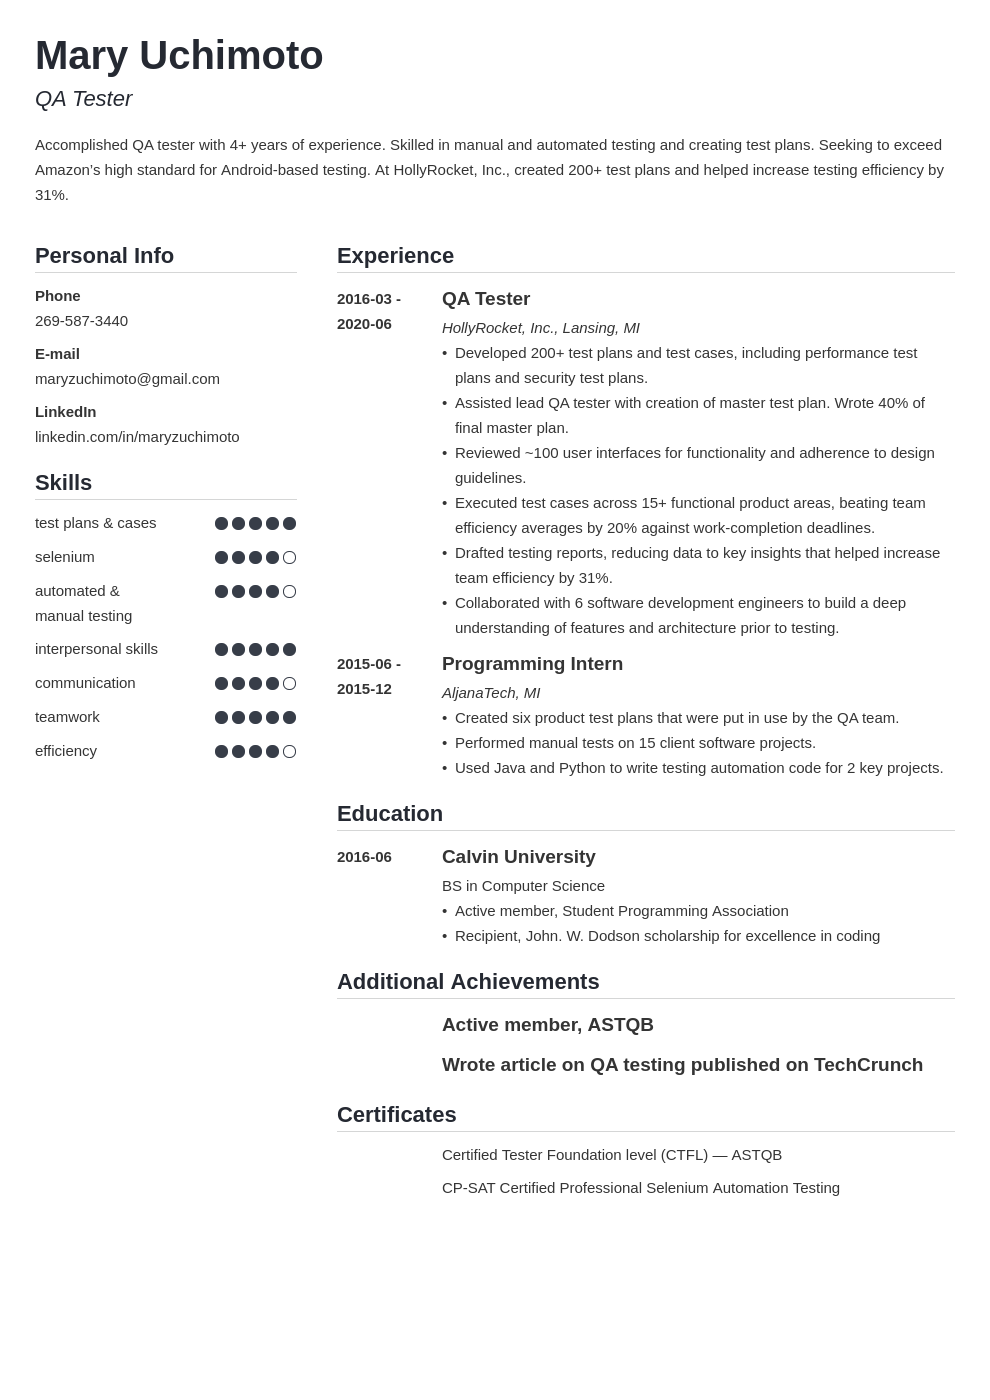 Mary Uchimoto
QA Tester
Accomplished QA tester with 4+ years of experience. Skilled in manual and automated testing and creating test plans. Seeking to exceed
Amazon’s high standard for Android-based testing. At HollyRocket, Inc., created 200+ test plans and helped increase testing efficiency by
31%.
Personal Info
Phone
269-587-3440
E-mail
maryzuchimoto@gmail.com
LinkedIn
linkedin.com/in/maryzuchimoto
Skills
test plans & cases
selenium
automated &
manual testing
interpersonal skills
communication
teamwork
efficiency
Experience
2016-03 -
2020-06
QA Tester
HollyRocket, Inc., Lansing, MI
• Developed 200+ test plans and test cases, including performance test
plans and security test plans.
• Assisted lead QA tester with creation of master test plan. Wrote 40% of
final master plan.
• Reviewed ~100 user interfaces for functionality and adherence to design
guidelines.
• Executed test cases across 15+ functional product areas, beating team
efficiency averages by 20% against work-completion deadlines.
• Drafted testing reports, reducing data to key insights that helped increase
team efficiency by 31%.
• Collaborated with 6 software development engineers to build a deep
understanding of features and architecture prior to testing.
2015-06 -
2015-12
Programming Intern
AljanaTech, MI
• Created six product test plans that were put in use by the QA team.
• Performed manual tests on 15 client software projects.
• Used Java and Python to write testing automation code for 2 key projects.
Education
2016-06
Calvin University
BS in Computer Science
• Active member, Student Programming Association
• Recipient, John. W. Dodson scholarship for excellence in coding
Additional Achievements
Active member, ASTQB
Wrote article on QA testing published on TechCrunch
Certificates
Certified Tester Foundation level (CTFL) — ASTQB
CP-SAT Certified Professional Selenium Automation Testing